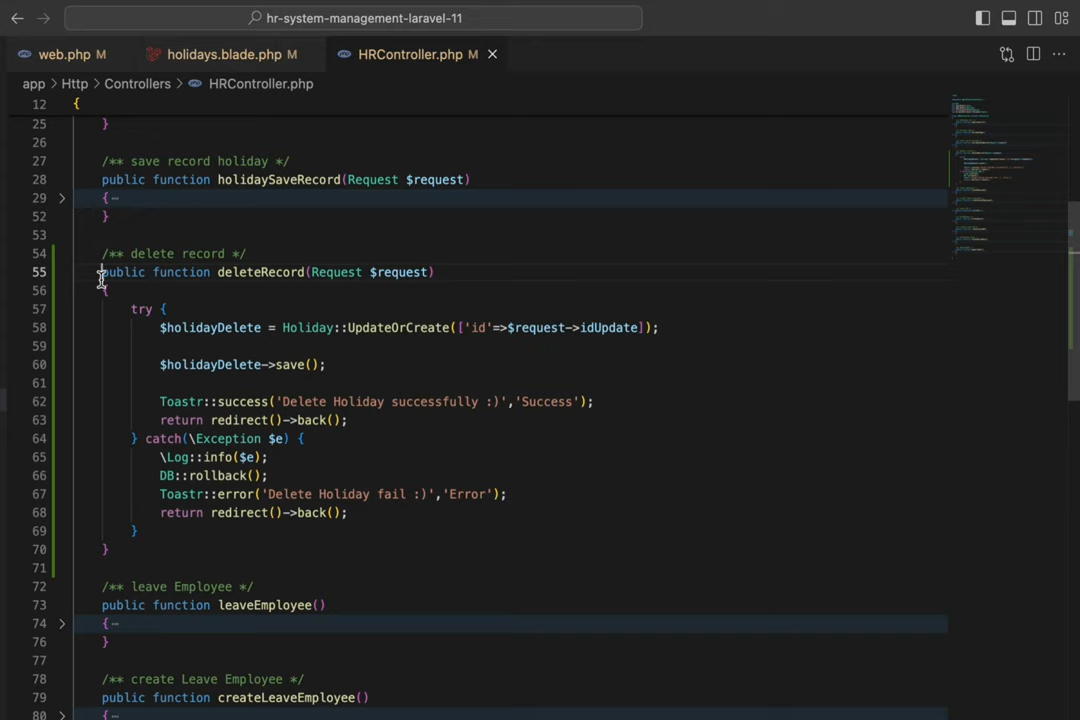 hr-system-management-laravel-11
web.php M
holidays.blade.php M
HRController.php M
app > Http > Controllers > HRController.php
12 {
25 }
26
27 /** save record holiday */
28 public function holidaySaveRecord(Request $request)
29 {
52 }
53
54 /** delete record */
55 public function deleteRecord(Request $request)
56 {
57 try {
58 $holidayDelete = Holiday::UpdateOrCreate(['id'=>$request->idUpdate]);
59
60 $holidayDelete->save();
61
62 Toastr::success('Delete Holiday successfully :)','Success');
63 return redirect()->back();
64 } catch(\Exception $e) {
65 \Log::info($e);
66 DB::rollback();
67 Toastr::error('Delete Holiday fail :)','Error');
68 return redirect()->back();
69 }
70 }
71
72 /** leave Employee */
73 public function leaveEmployee()
74 {
76 }
77
78 /** create Leave Employee */
79 public function createLeaveEmployee()
80 {